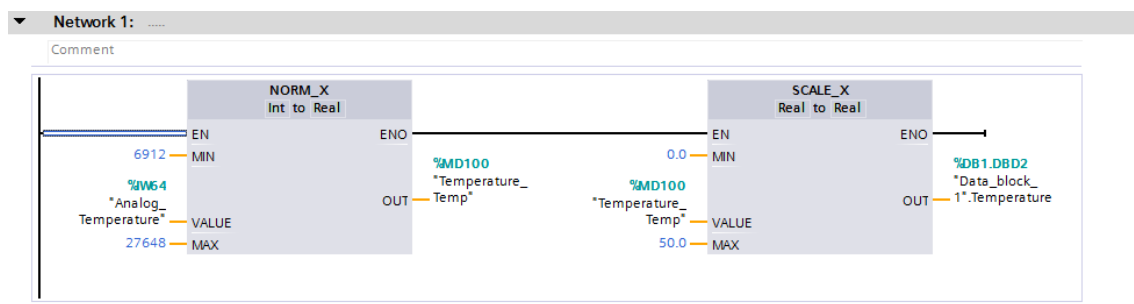 Network 1: .....
Comment
NORM_X
Int to Real
EN
ENO
6912
MIN
%IW64
"Analog_
Temperature"
VALUE
27648
MAX
OUT
%MD100
"Temperature_
Temp"
SCALE_X
Real to Real
EN
ENO
0.0
MIN
%MD100
"Temperature_
Temp"
VALUE
50.0
MAX
OUT
%DB1.DBD2
"Data_block_
1".Temperature